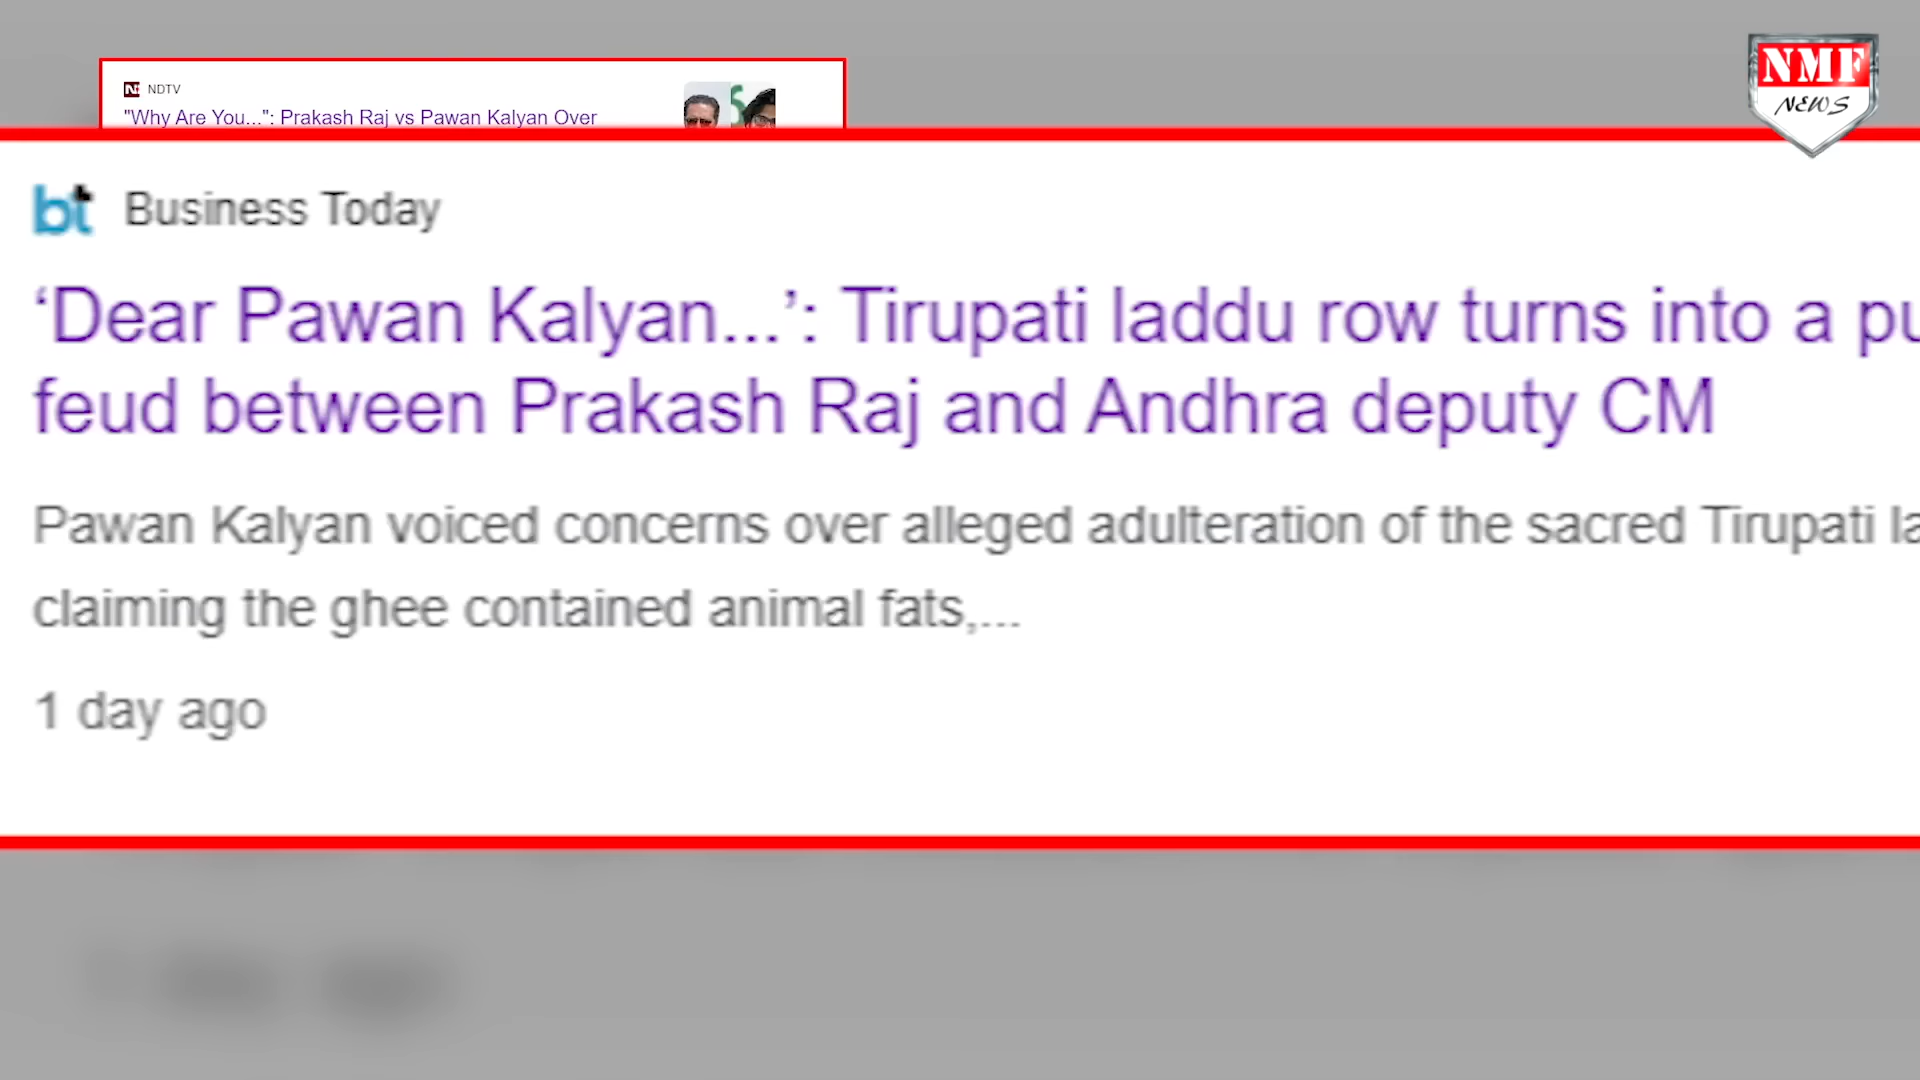 NMF
NEWS
NDTV
"Why Are You...": Prakash Raj vs Pawan Kalyan Over
bt Business Today
‘Dear Pawan Kalyan...’: Tirupati laddu row turns into a
feud between Prakash Raj and Andhra deputy CM
Pawan Kalyan voiced concerns over alleged adulteration of the sacred Tirupati
claiming the ghee contained animal fats,...
1 day ago